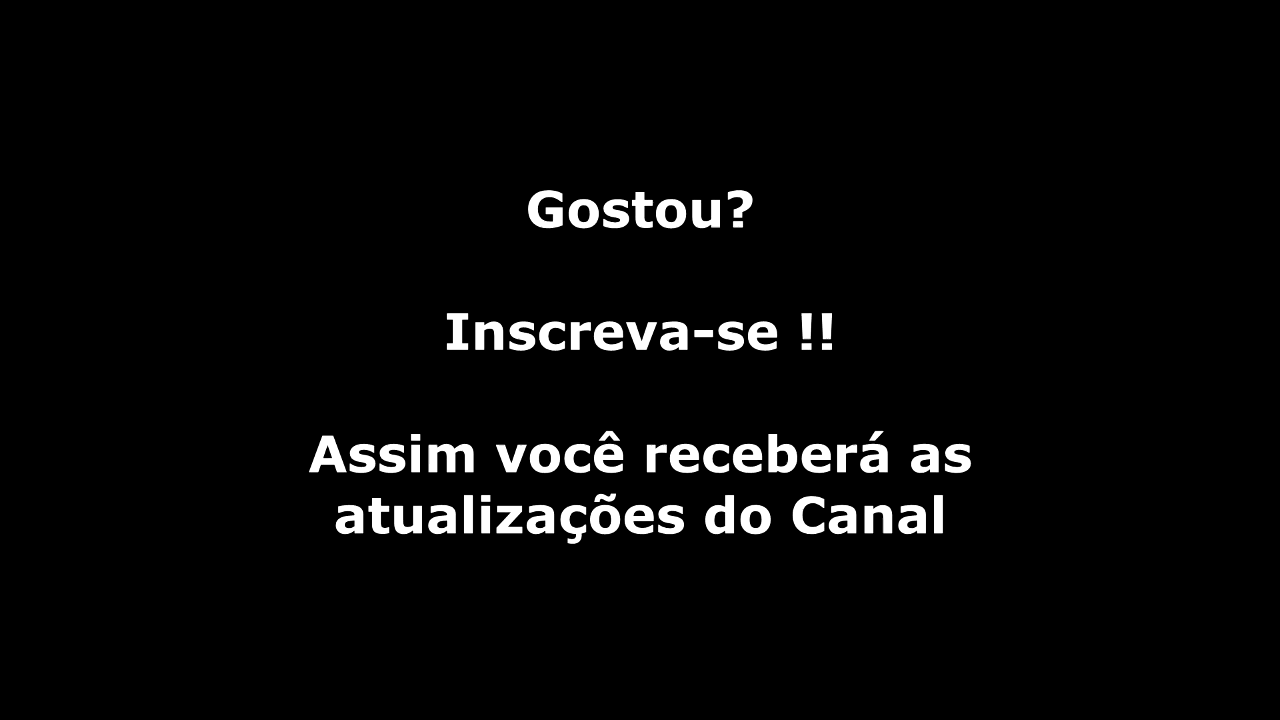 Gostou?
Inscreva-se !!
Assim você receberá as
atualizações do Canal